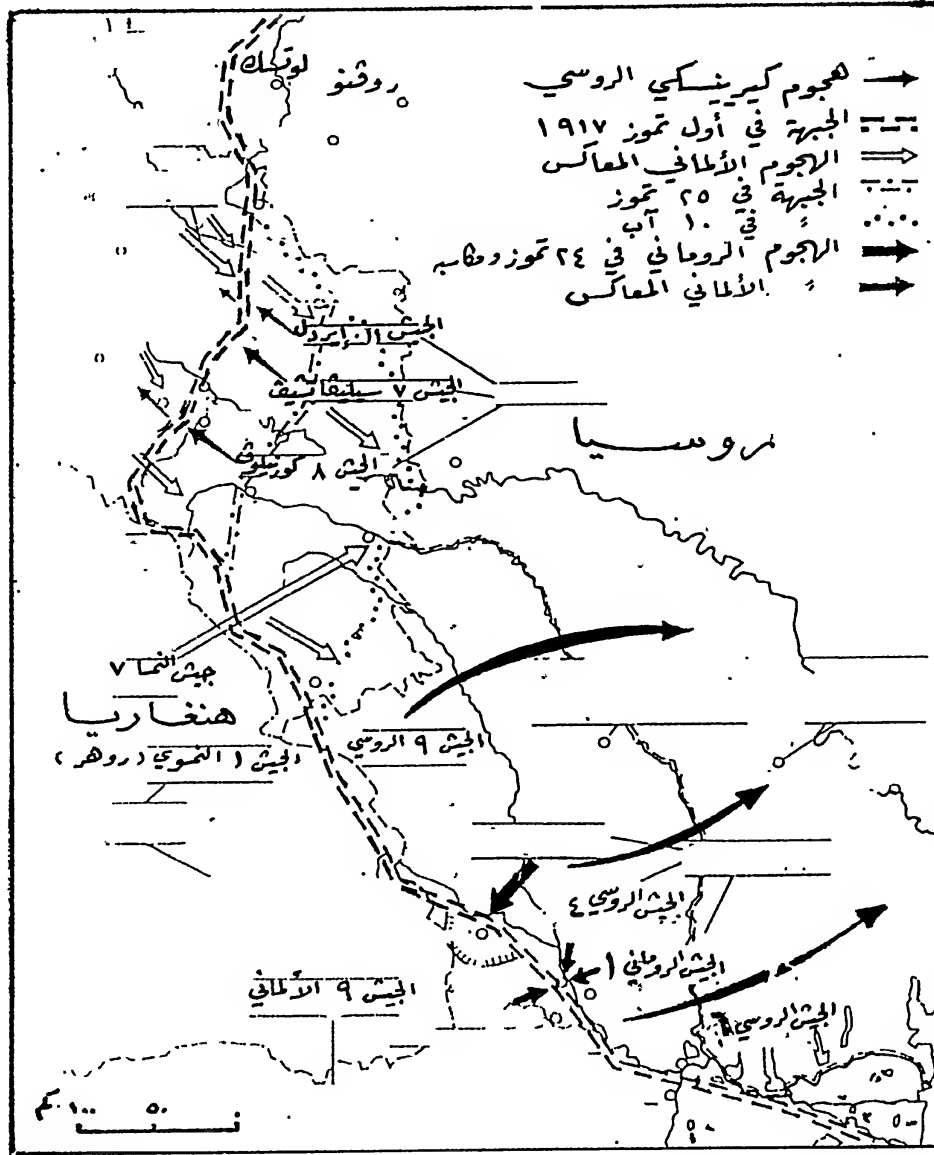 هجوم كيرينسكي الروسي
الجبهة في أول تموز ١٩١٧
الهجوم الألماني المعاكس
الجبهة في ٢٥ تموز
〃 في ١٠ آب
الهجوم الروماني في ٢٤ تموز ومكاسبه
〃 الألماني المعاكس
لوتسك
روفنو
الجيش
الجيش ٧
الجيش ٨ كورنيلوف
روسيا
جيش النمسا ٧
هنغاريا
الجيش ١ النمسوي (روهر)
الجيش ٩ الروسي
الجيش الروسي ٤
الجيش الروماني ١
الجيش ٩ الألماني
الجيش الروسي ٦
١٠٠ كم
٥٠